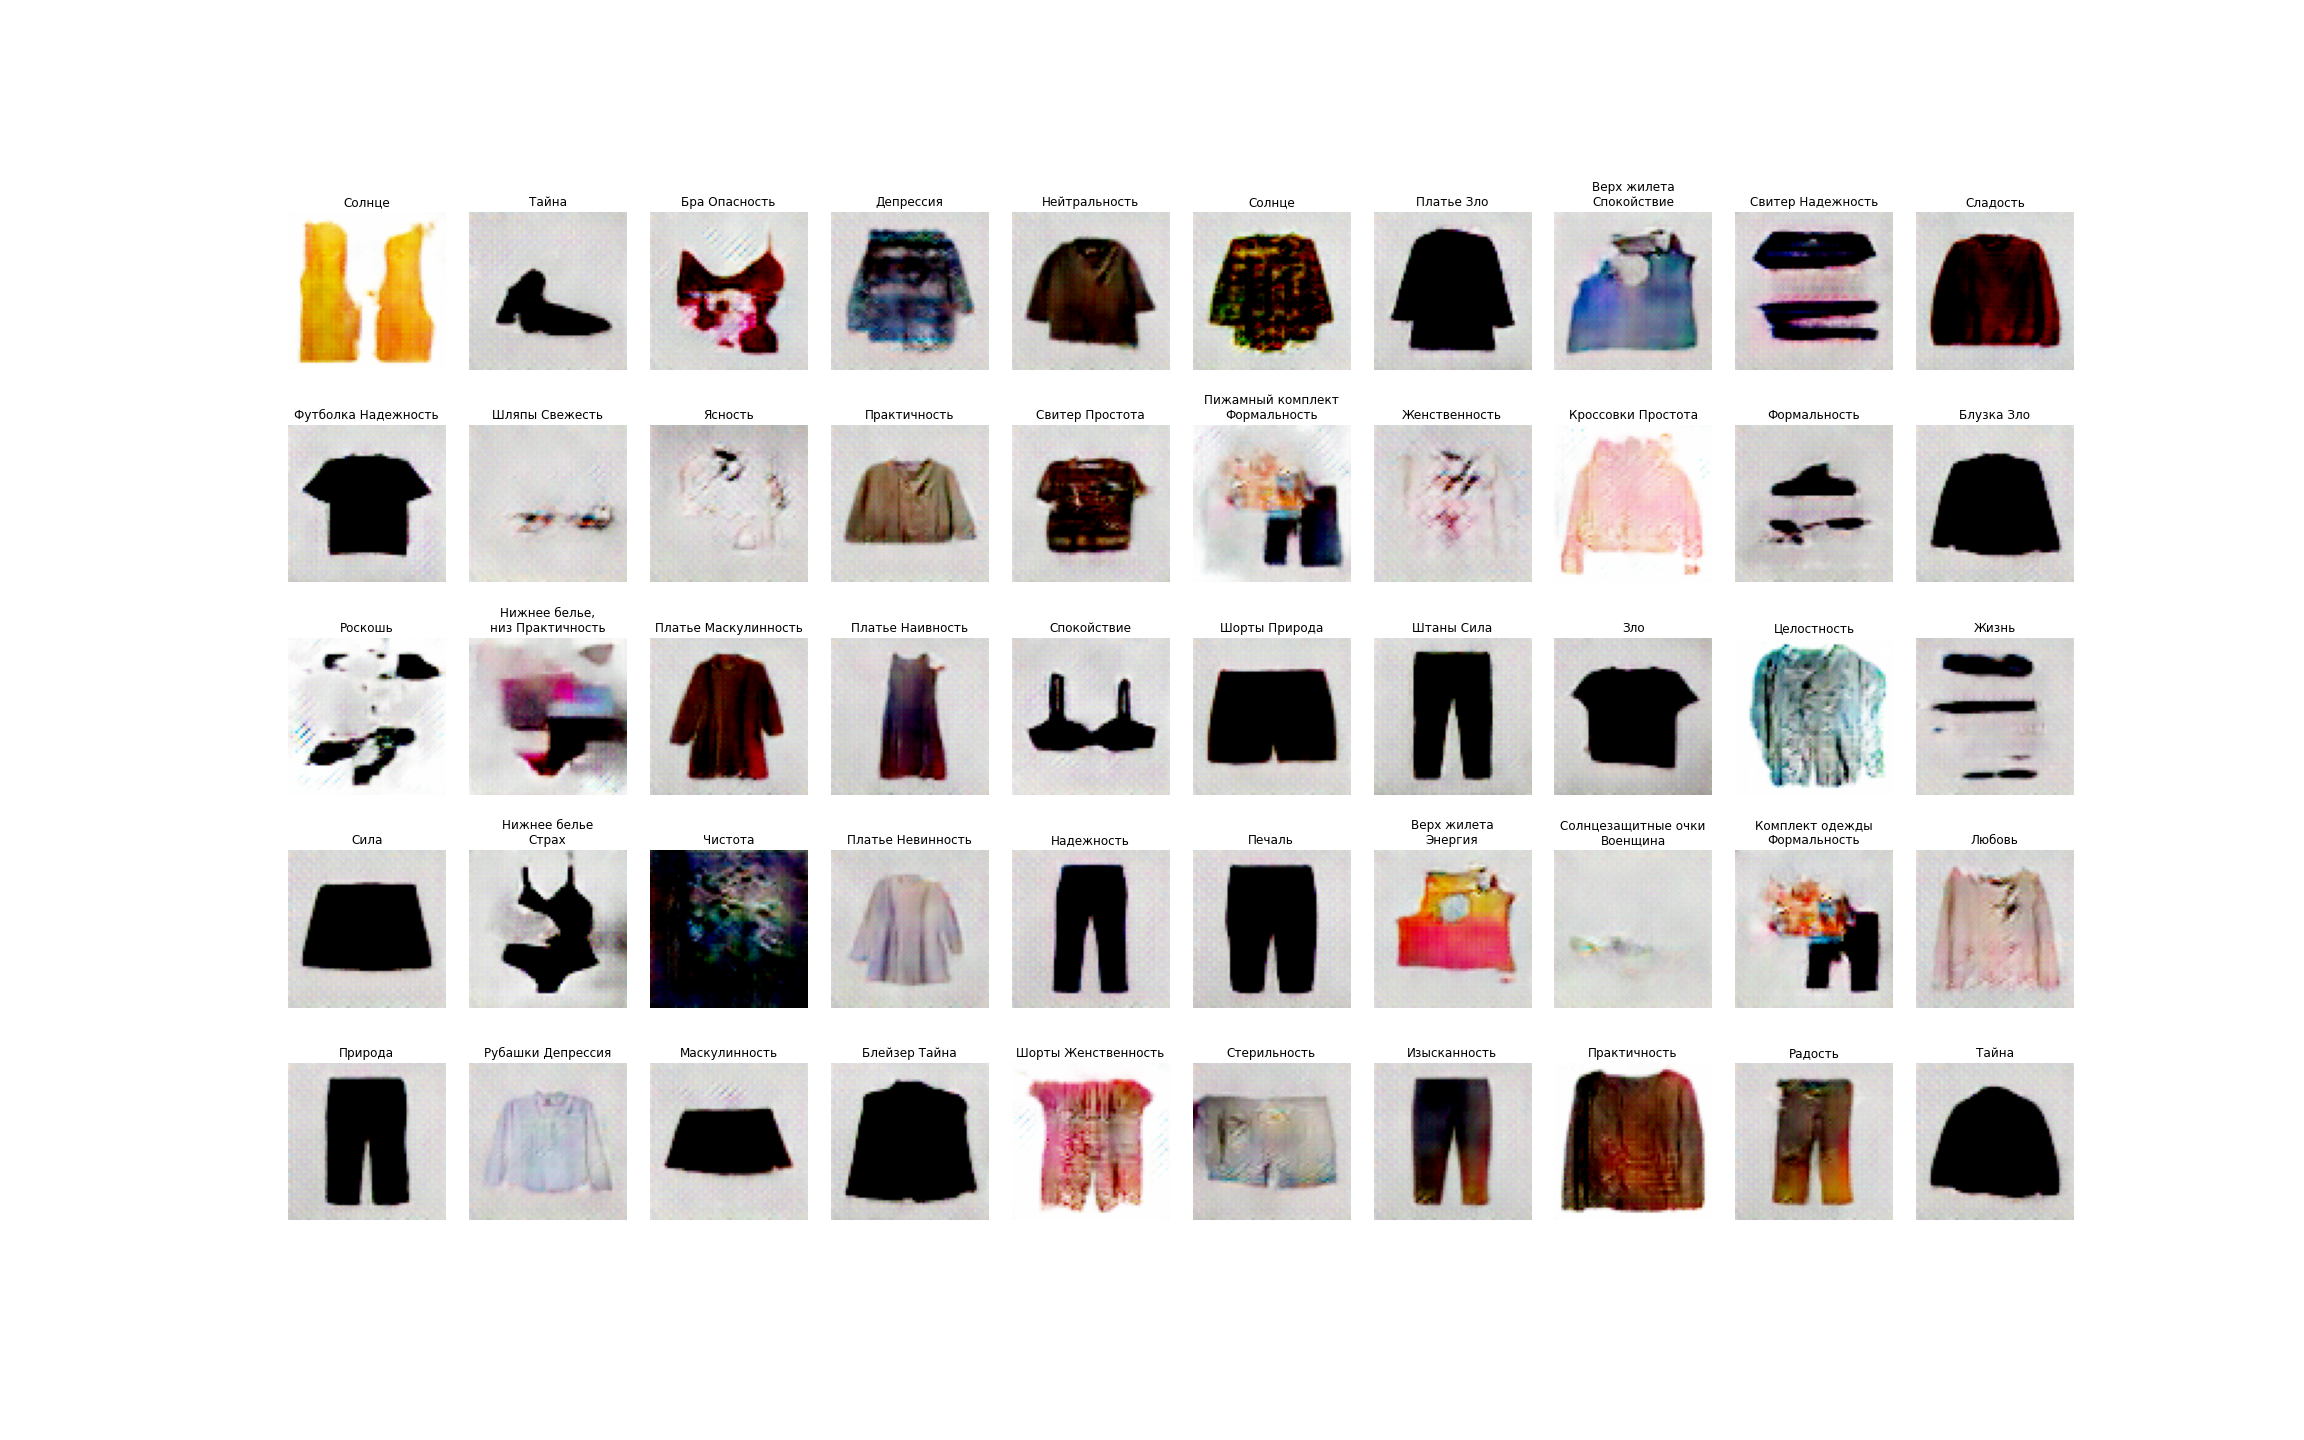 Солнце
Тайна
Бра Опасность
Депрессия
Нейтральность
Солнце
Платье Зло
Верх жилета
Спокойствие
Свитер Надежность
Сладость
Футболка Надежность
Шляпы Свежесть
Ясность
Практичность
Свитер Простота
Пижамный комплект
Формальность
Женственность
Кроссовки Простота
Формальность
Блузка Зло
Роскошь
Нижнее белье,
низ Практичность
Платье Маскулинность
Платье Наивность
Спокойствие
Шорты Природа
Штаны Сила
Зло
Целостность
Жизнь
Сила
Нижнее белье
Страх
Чистота
Платье Невинность
Надежность
Печаль
Верх жилета
Энергия
Солнцезащитные очки
Военщина
Комплект одежды
Формальность
Любовь
Природа
Рубашки Депрессия
Маскулинность
Блейзер Тайна
Шорты Женственность
Стерильность
Изысканность
Практичность
Радость
Тайна